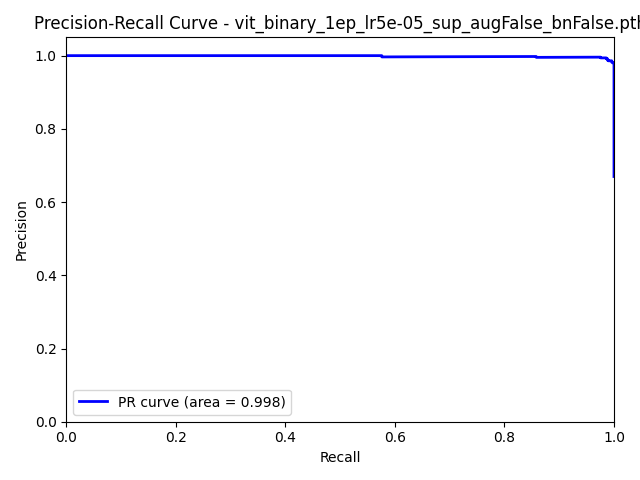 Precision-Recall Curve - vit_binary_1ep_lr5e-05_sup_augFalse_bnFalse.pth
1.0
0.8
0.6
0.4
0.2
0.0
Precision
PR curve (area = 0.998)
0.0 0.2 0.4 0.6 0.8 1.0
Recall